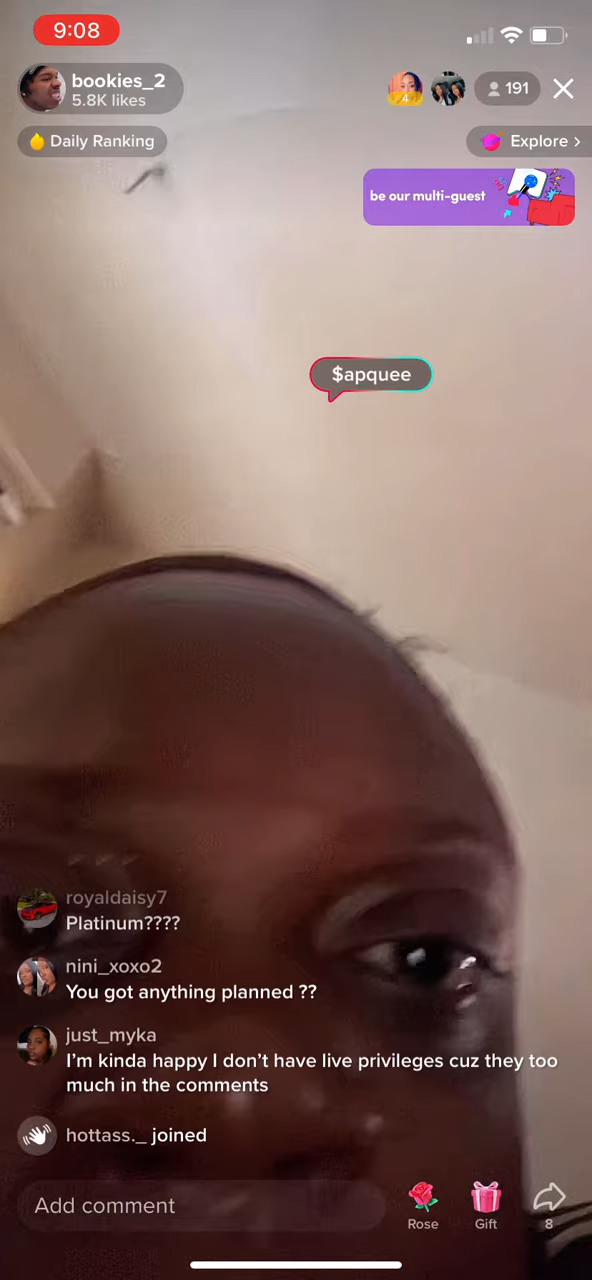 9:08
bookies_2
5.8K likes
4
191
Daily Ranking
Explore >
be our multi-guest
$apquee
royaldaisy7
Platinum????
nini_xoxo2
You got anything planned ??
just_myka
I'm kinda happy I don't have live privileges cuz they too
much in the comments
hottass._ joined
Add comment
Rose
Gift
8